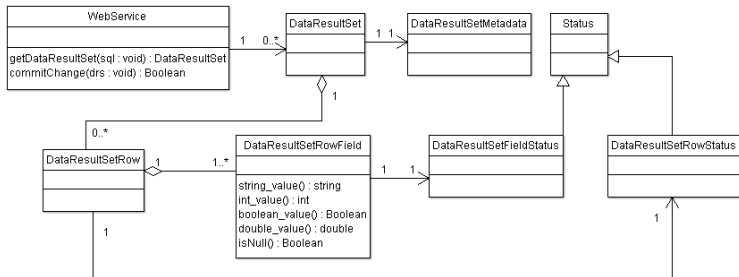 WebService
getDataResultSet(sql : void) : DataResultSet
commitChange(drs : void) : Boolean
1
0..*
DataResultSet
1 1
DataResultSetMetadata
Status
1
0..*
DataResultSetRow
1
1..*
DataResultSetRowField
string_value() : string
int_value() : int
boolean_value() : Boolean
double_value() : double
isNull() : Boolean
1
1
DataResultSetFieldStatus
DataResultSetRowStatus
1
1